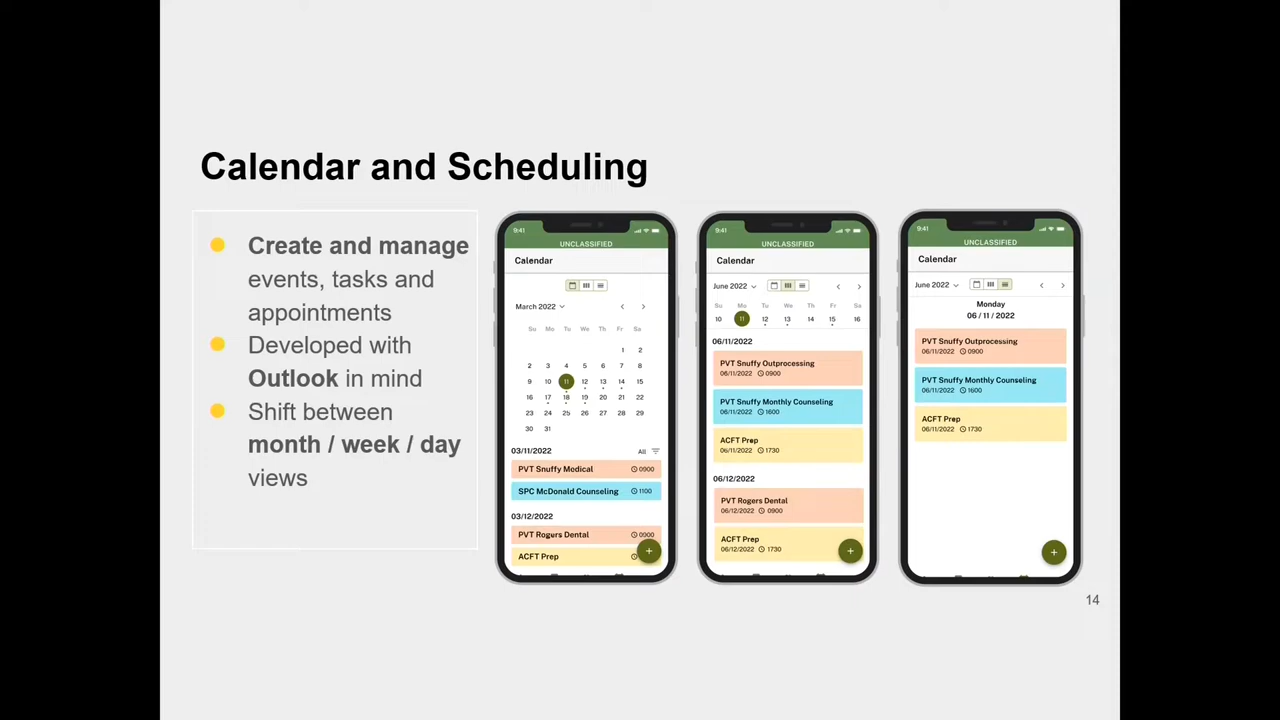 Calendar and Scheduling
Create and manage
events, tasks and
appointments
Developed with
Outlook in mind
Shift between
month / week / day
views
9:41
UNCLASSIFIED
Calendar
March 2022
Su Mo Tu We Th Fr Sa
1 2
2 3 4 5 6 7 8
9 10 11 12 13 14 15
16 17 18 19 20 21 22
23 24 25 26 27 28 29
30 31
03/11/2022 All
PVT Snuffy Medical 0900
SPC McDonald Counseling 1100
03/12/2022
PVT Rogers Dental 0900
ACFT Prep
9:41
UNCLASSIFIED
Calendar
June 2022
Su Mo Tu We Th Fr Sa
10 11 12 13 14 15 16
06/11/2022
PVT Snuffy Outprocessing
06/11/2022 0900
PVT Snuffy Monthly Counseling
06/11/2022 1600
ACFT Prep
06/11/2022 1730
06/12/2022
PVT Rogers Dental
06/12/2022 0900
ACFT Prep
06/12/2022 1730
9:41
UNCLASSIFIED
Calendar
June 2022
Monday
06 / 11 / 2022
PVT Snuffy Outprocessing
06/11/2022 0900
PVT Snuffy Monthly Counseling
06/11/2022 1600
ACFT Prep
06/11/2022 1730
14